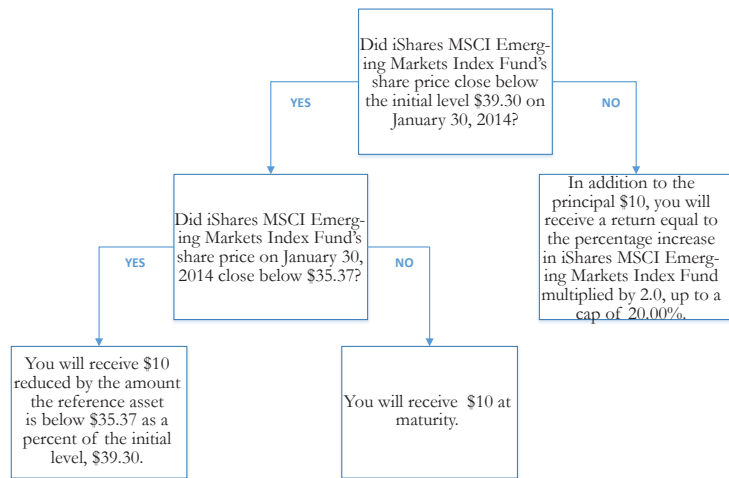 Did iShares MSCI Emerg-
ing Markets Index Fund's
share price close below
the initial level $39.30 on
January 30, 2014?
YES
NO
Did iShares MSCI Emerg-
ing Markets Index Fund's
share price on January 30,
2014 close below $35.37?
In addition to the
principal $10, you will
receive a return equal to
the percentage increase
in iShares MSCI Emerg-
ing Markets Index Fund
multiplied by 2.0, up to a
cap of 20.00%.
YES
NO
You will receive $10
reduced by the amount
the reference asset
is below $35.37 as a
percent of the initial
level, $39.30.
You will receive $10 at
maturity.